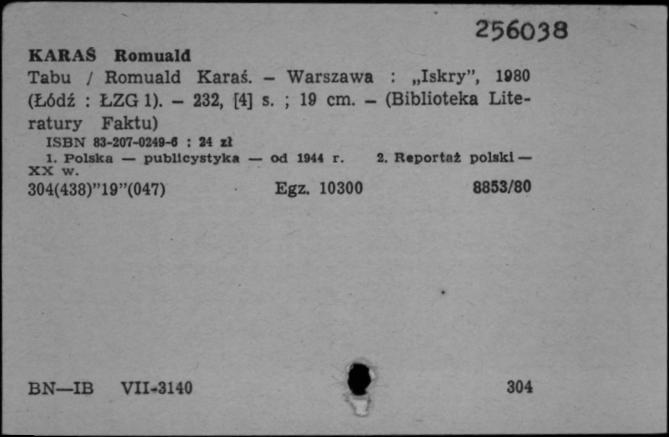 256038
KARAŚ Romuald
Tabu / Romuald Karaś. — Warszawa : „Iskry”, 1980
(Łódź : ŁZG 1). — 232, [4] s. ; 19 cm. — (Biblioteka Lite-
ratury Faktu)
ISBN 83-207-0249-6 : 24 zł
1. Polska — publicystyka — od 1944 r. 2. Reportaż polski —
XX w.
304(438)”19”(047) Egz. 10300 8853/80
BN—IB VII-3140 304